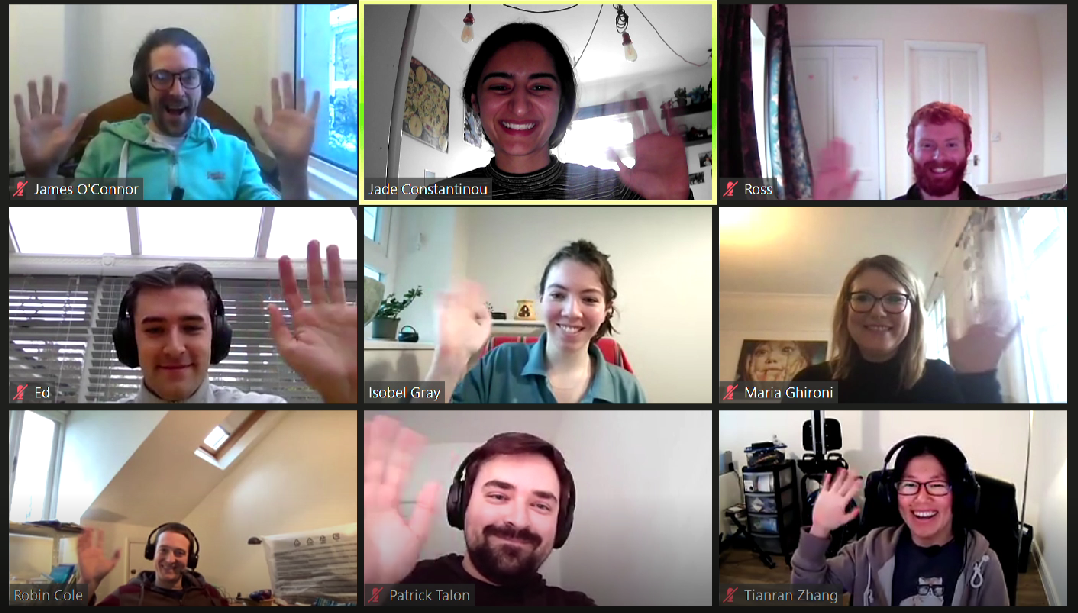 James O'Connor
Jade Constantinou
Ross
Ed
Isobel Gray
Maria Ghironi
Robin Cole
Patrick Talon
Tianran Zhang